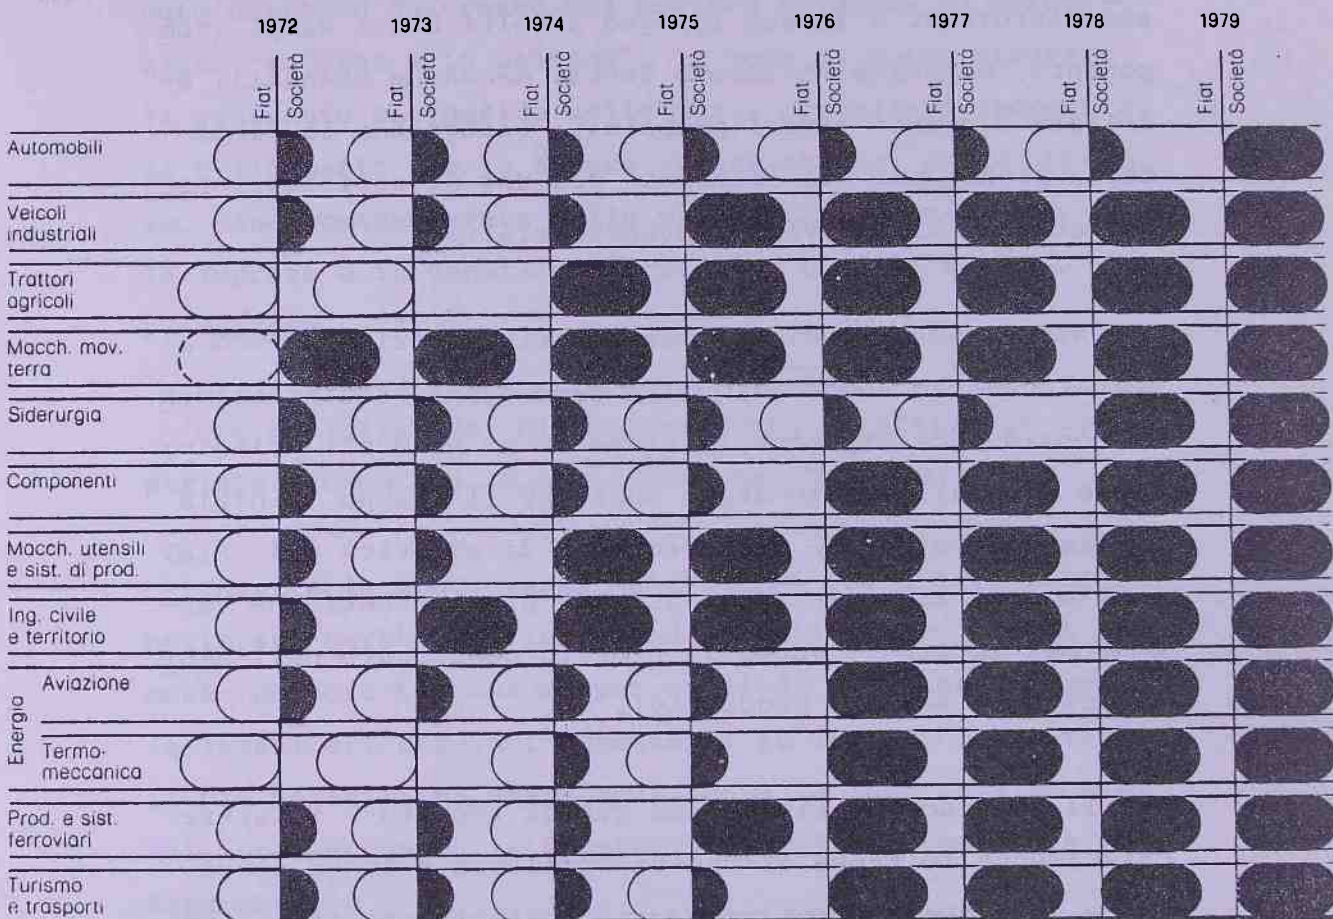 1972 1973 1974 1975 1976 1977 1978 1979
Fiat Società Fiat Società Fiat Società Fiat Società Fiat Società Fiat Società Fiat Società Fiat Società
Automobili
Veicoli
industriali
Trattori
agricoli
Macch. mov.
terra
Siderurgia
Componenti
Macch. utensili
e sist. di prod.
Ing. civile
e territorio
Energia
Aviazione
Termo-
meccanica
Prod. e sist.
ferroviari
Turismo
e trasporti